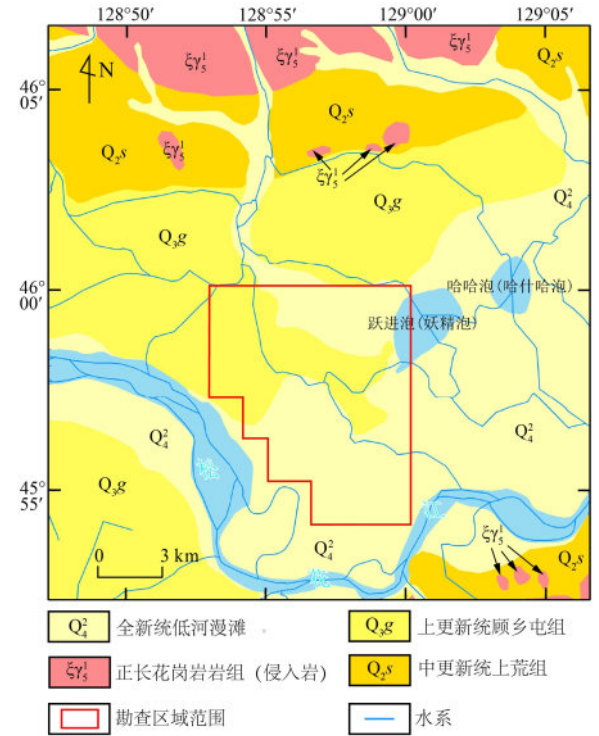 128°50′ 128°55′ 129°00′ 129°05′
46°
05′
46°
00′
45°
55′
N
ξγ₅¹
ξγ₅¹
ξγ₅¹
Q₂s
Q₂s
Q₂s
ξγ₅¹
ξγ₅¹
Q₃g
Q₃g
Q₄²
哈哈泡(哈什哈泡)
跃进泡(妖精泡)
Q₄²
Q₄²
松
Q₃g
江
Q₄²
花
ξγ₅¹
Q₂s
0 3 km
Q₄² 全新统低河漫滩
Q₃g 上更新统顾乡屯组
ξγ₅¹ 正长花岗岩岩组（侵入岩）
Q₂s 中更新统上荒组
勘查区域范围
水系